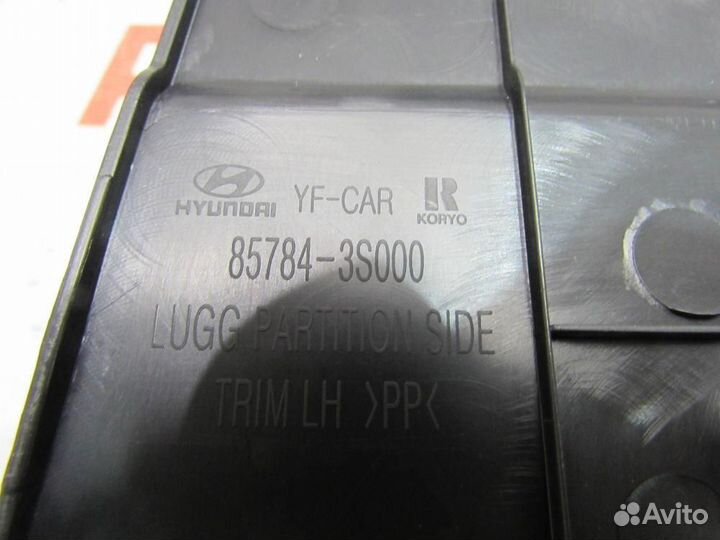 HYUNDAI YF-CAR KORYO
85784-3S000
LUGG PARTITION SIDE
TRIM LH >PP<
Avito